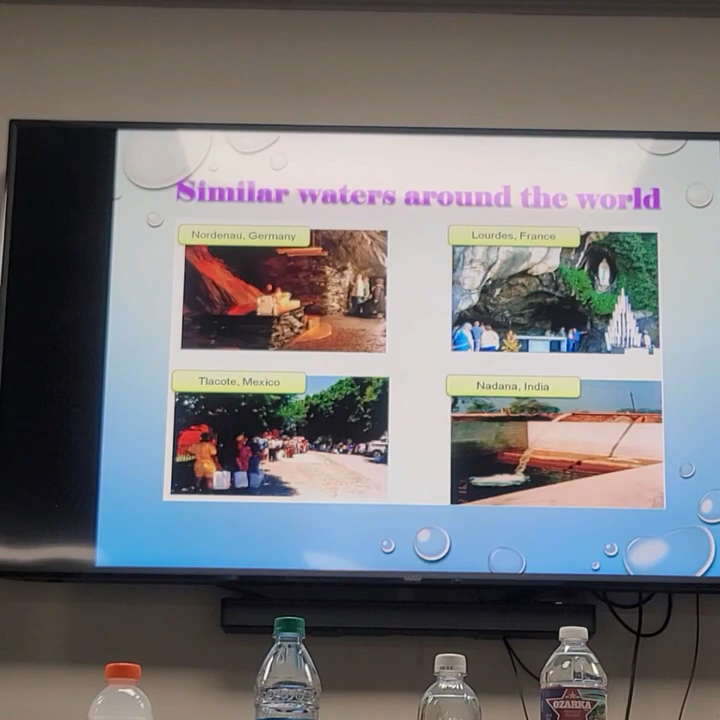 Similar waters around the world
Nordenau, Germany
Lourdes, France
Tlacote, Mexico
Nadana, India
OZARKA